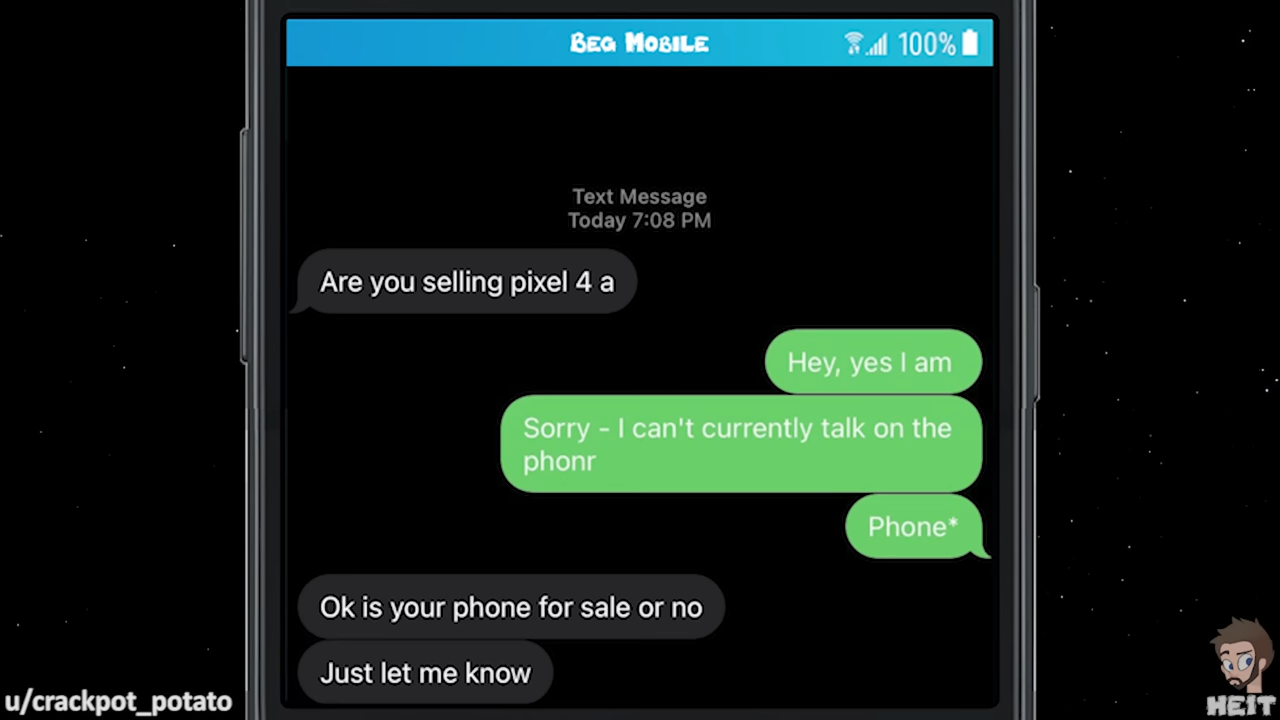 Beg Mobile
100%
Text Message
Today 7:08 PM
Are you selling pixel 4 a
Hey, yes I am
Sorry - I can't currently talk on the
phonr
Phone*
Ok is your phone for sale or no
Just let me know
u/crackpot_potato
HEIT